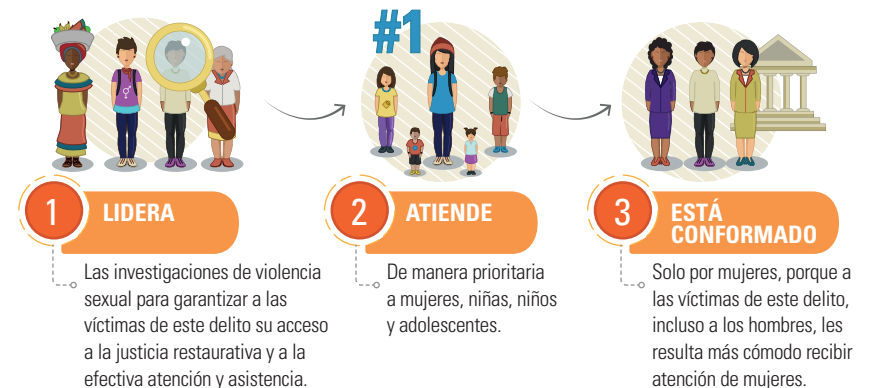 #1
1
LIDERA
Las investigaciones de violencia
sexual para garantizar a las
víctimas de este delito su acceso
a la justicia restaurativa y a la
efectiva atención y asistencia.
2
ATIENDE
De manera prioritaria
a mujeres, niñas, niños
y adolescentes.
3
ESTÁ
CONFORMADO
Solo por mujeres, porque a
las víctimas de este delito,
incluso a los hombres, les
resulta más cómodo recibir
atención de mujeres.